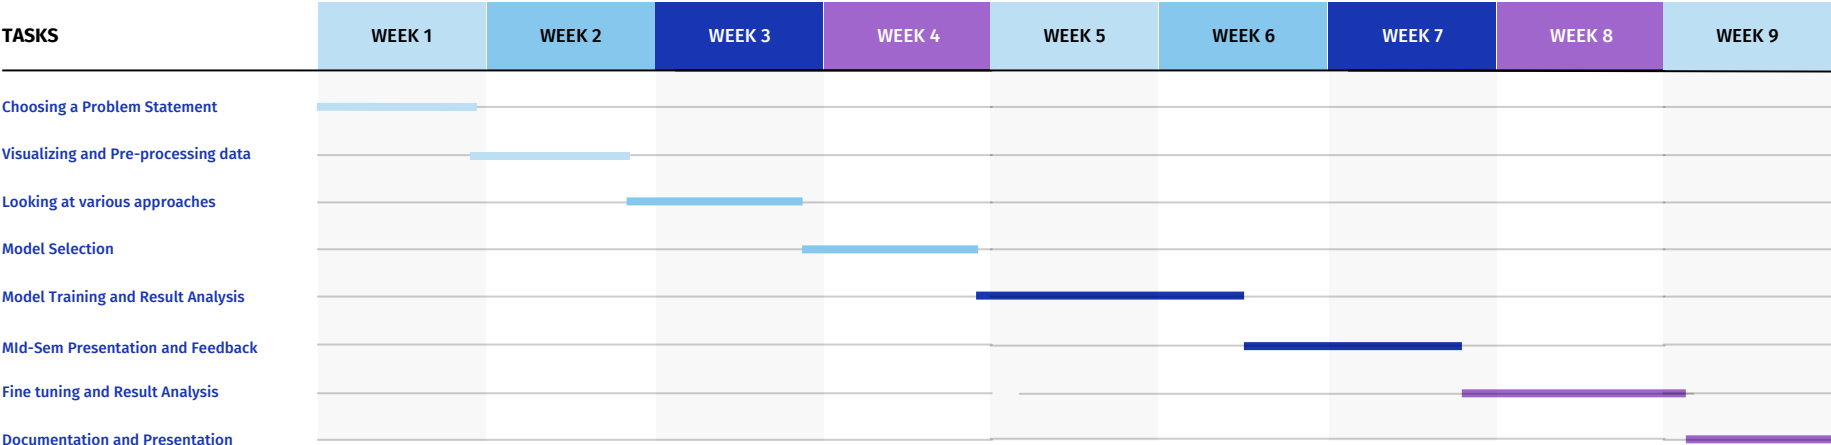 TASKS WEEK 1 WEEK 2 WEEK 3 WEEK 4 WEEK 5 WEEK 6 WEEK 7 WEEK 8 WEEK 9
Choosing a Problem Statement
Visualizing and Pre-processing data
Looking at various approaches
Model Selection
Model Training and Result Analysis
MId-Sem Presentation and Feedback
Fine tuning and Result Analysis
Documentation and Presentation